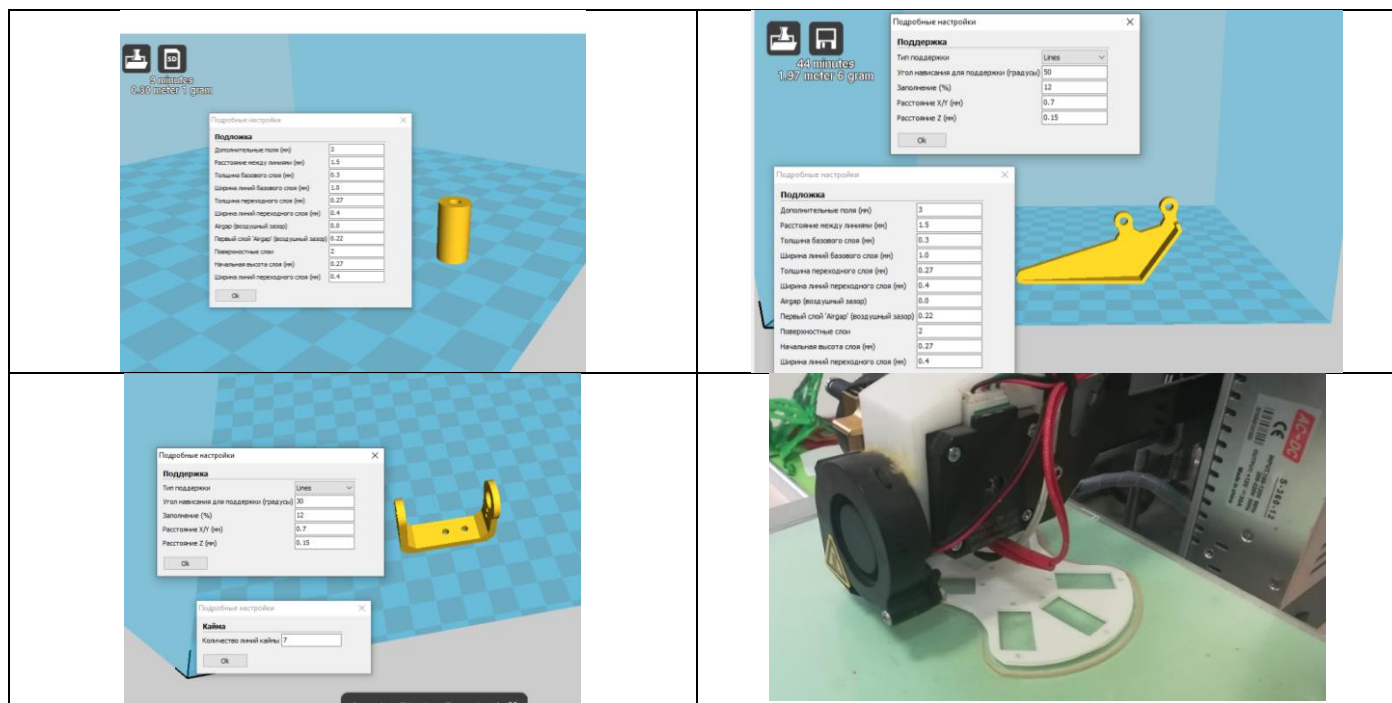 SD
9 minutes
0.30 meter 1 gram
Подробные настройки
Подложка
Дополнительные поля (мм) 3
Расстояние между линиями (мм) 1.5
Толщина базового слоя (мм) 0.3
Ширина линий базового слоя (мм) 1.0
Толщина переходного слоя (мм) 0.27
Ширина линий переходного слоя (мм) 0.4
Airgap (воздушный зазор) 0.0
Первый слой 'Airgap' (воздушный зазор) 0.22
Поверхностные слои 2
Начальная высота слоя (мм) 0.27
Ширина линий переходного слоя (мм) 0.4
Ok
44 minutes
1.97 meter 6 gram
Подробные настройки
Поддержка
Тип поддержки Lines
Угол нависания для поддержки (градусы) 50
Заполнение (%) 12
Расстояние X/Y (мм) 0.7
Расстояние Z (мм) 0.15
Ok
Подробные настройки
Подложка
Дополнительные поля (мм) 3
Расстояние между линиями (мм) 1.5
Толщина базового слоя (мм) 0.3
Ширина линий базового слоя (мм) 1.0
Толщина переходного слоя (мм) 0.27
Ширина линий переходного слоя (мм) 0.4
Airgap (воздушный зазор) 0.0
Первый слой 'Airgap' (воздушный зазор) 0.22
Поверхностные слои 2
Начальная высота слоя (мм) 0.27
Ширина линий переходного слоя (мм) 0.4
Подробные настройки
Поддержка
Тип поддержки Lines
Угол нависания для поддержки (градусы) 30
Заполнение (%) 12
Расстояние X/Y (мм) 0.7
Расстояние Z (мм) 0.15
Ok
Подробные настройки
Кайма
Количество линий каймы 7
Ok
AC-DC
S-360-12